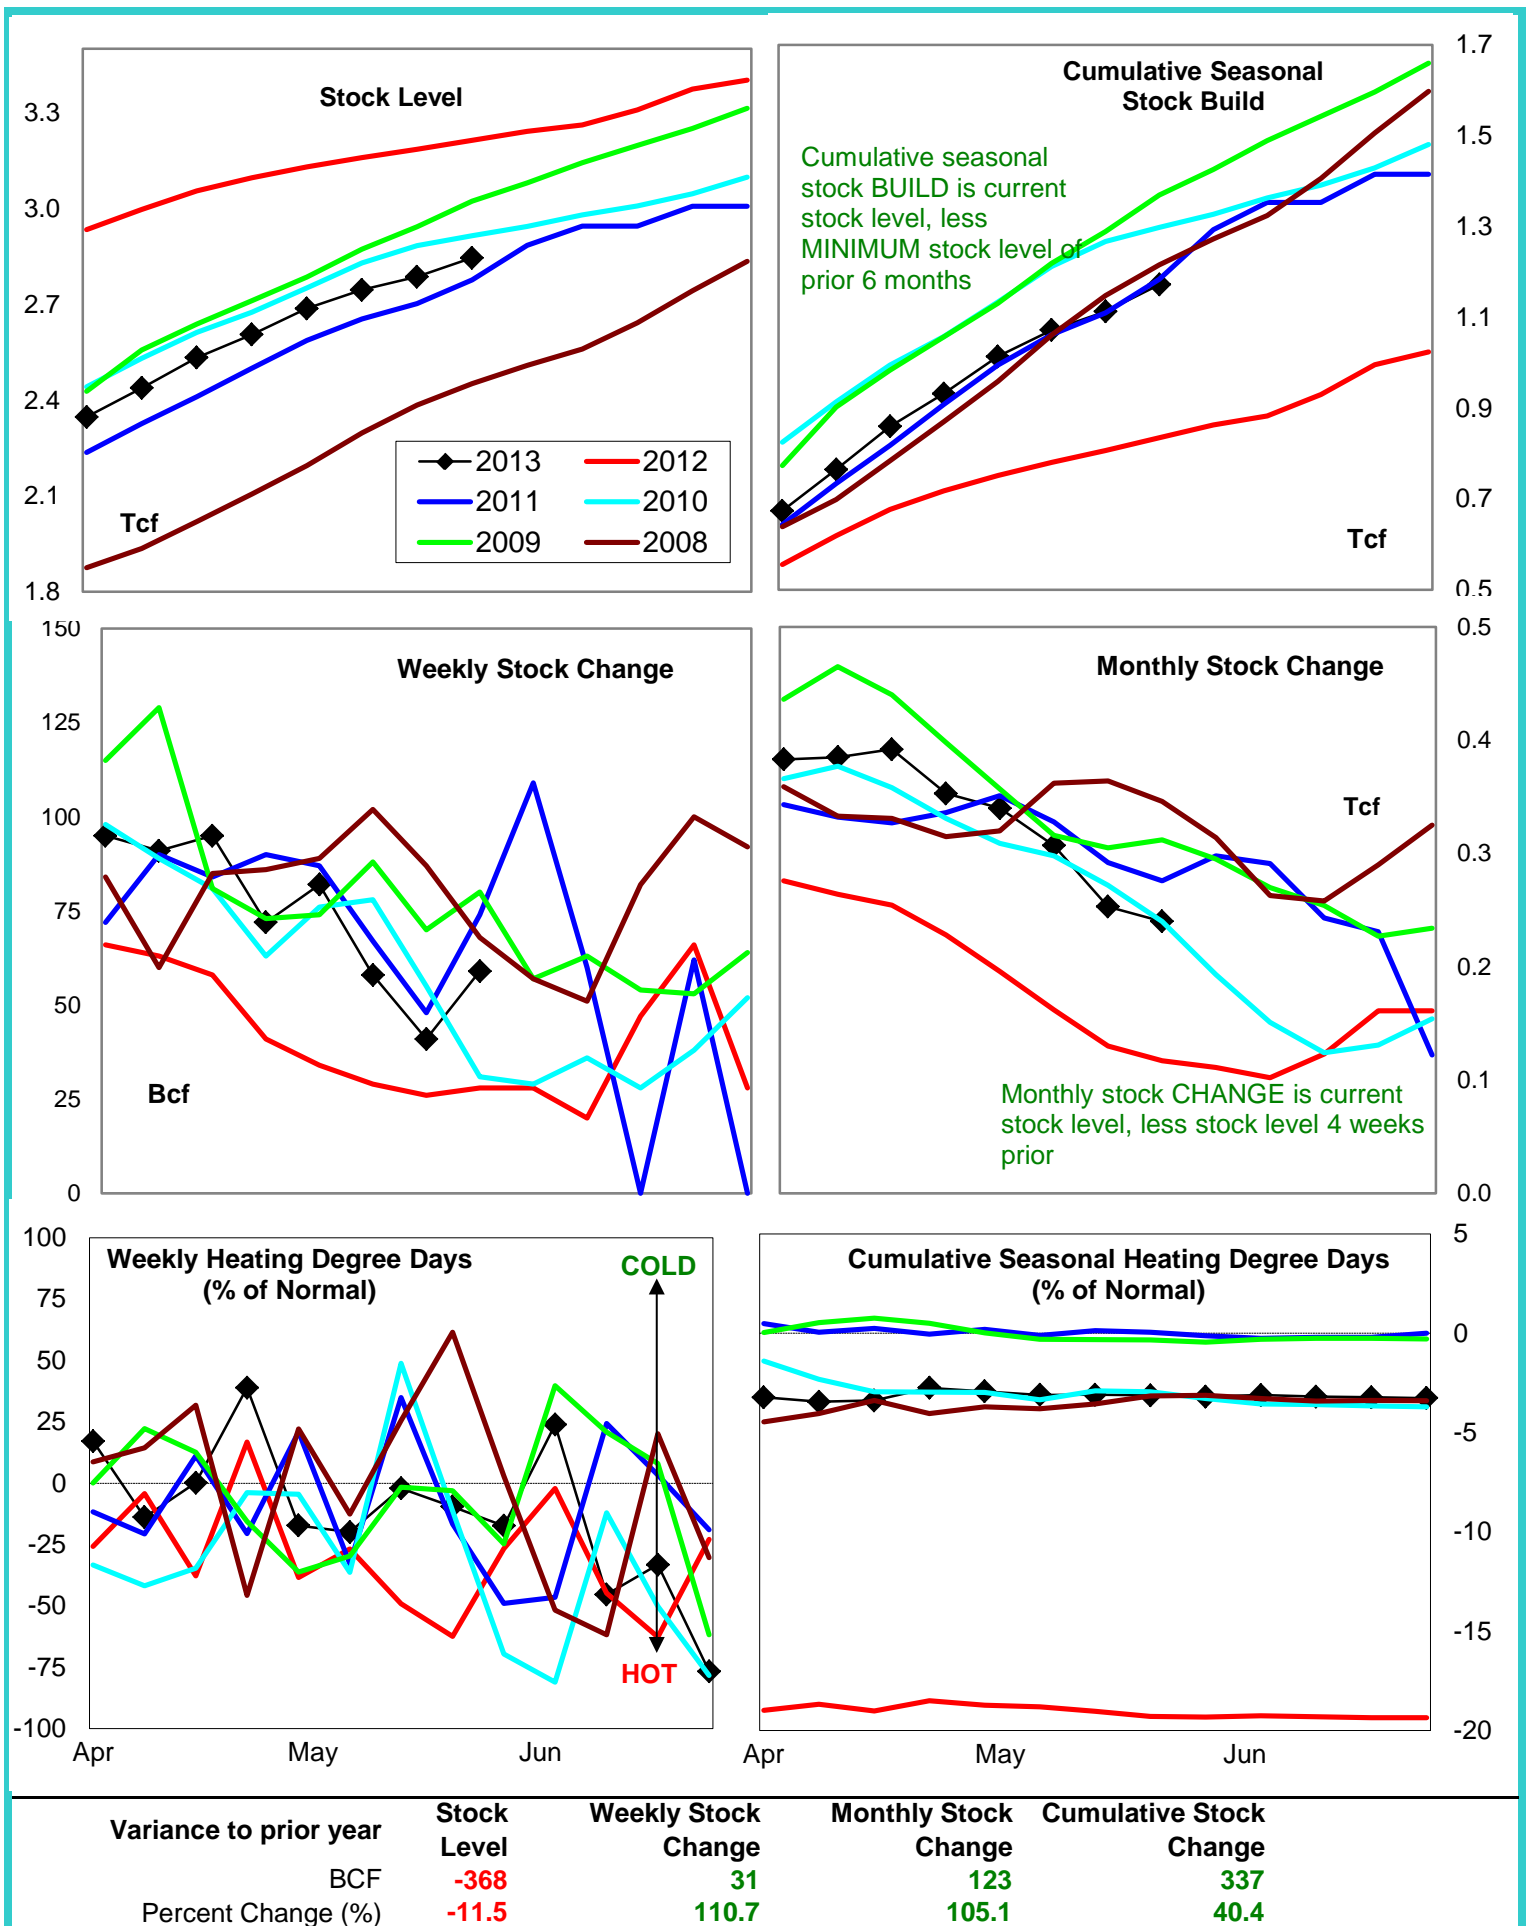 Stock Level
3.3
3.0
2.7
2.4
2.1
1.8
Tcf
2013
2012
2011
2010
2009
2008
Cumulative Seasonal
Stock Build
Cumulative seasonal
stock BUILD is current
stock level, less
MINIMUM stock level of
prior 6 months
1.7
1.5
1.3
1.1
0.9
0.7
0.5
Tcf
Weekly Stock Change
150
125
100
75
50
25
0
Bcf
Monthly Stock Change
0.5
0.4
0.3
0.2
0.1
0.0
Tcf
Monthly stock CHANGE is current
stock level, less stock level 4 weeks
prior
Weekly Heating Degree Days
(% of Normal)
COLD
HOT
100
75
50
25
0
-25
-50
-75
-100
Apr May Jun
Cumulative Seasonal Heating Degree Days
(% of Normal)
5
0
-5
-10
-15
-20
Apr May Jun
Variance to prior year
Stock
Level
Weekly Stock
Change
Monthly Stock
Change
Cumulative Stock
Change
BCF -368 31 123 337
Percent Change (%) -11.5 110.7 105.1 40.4